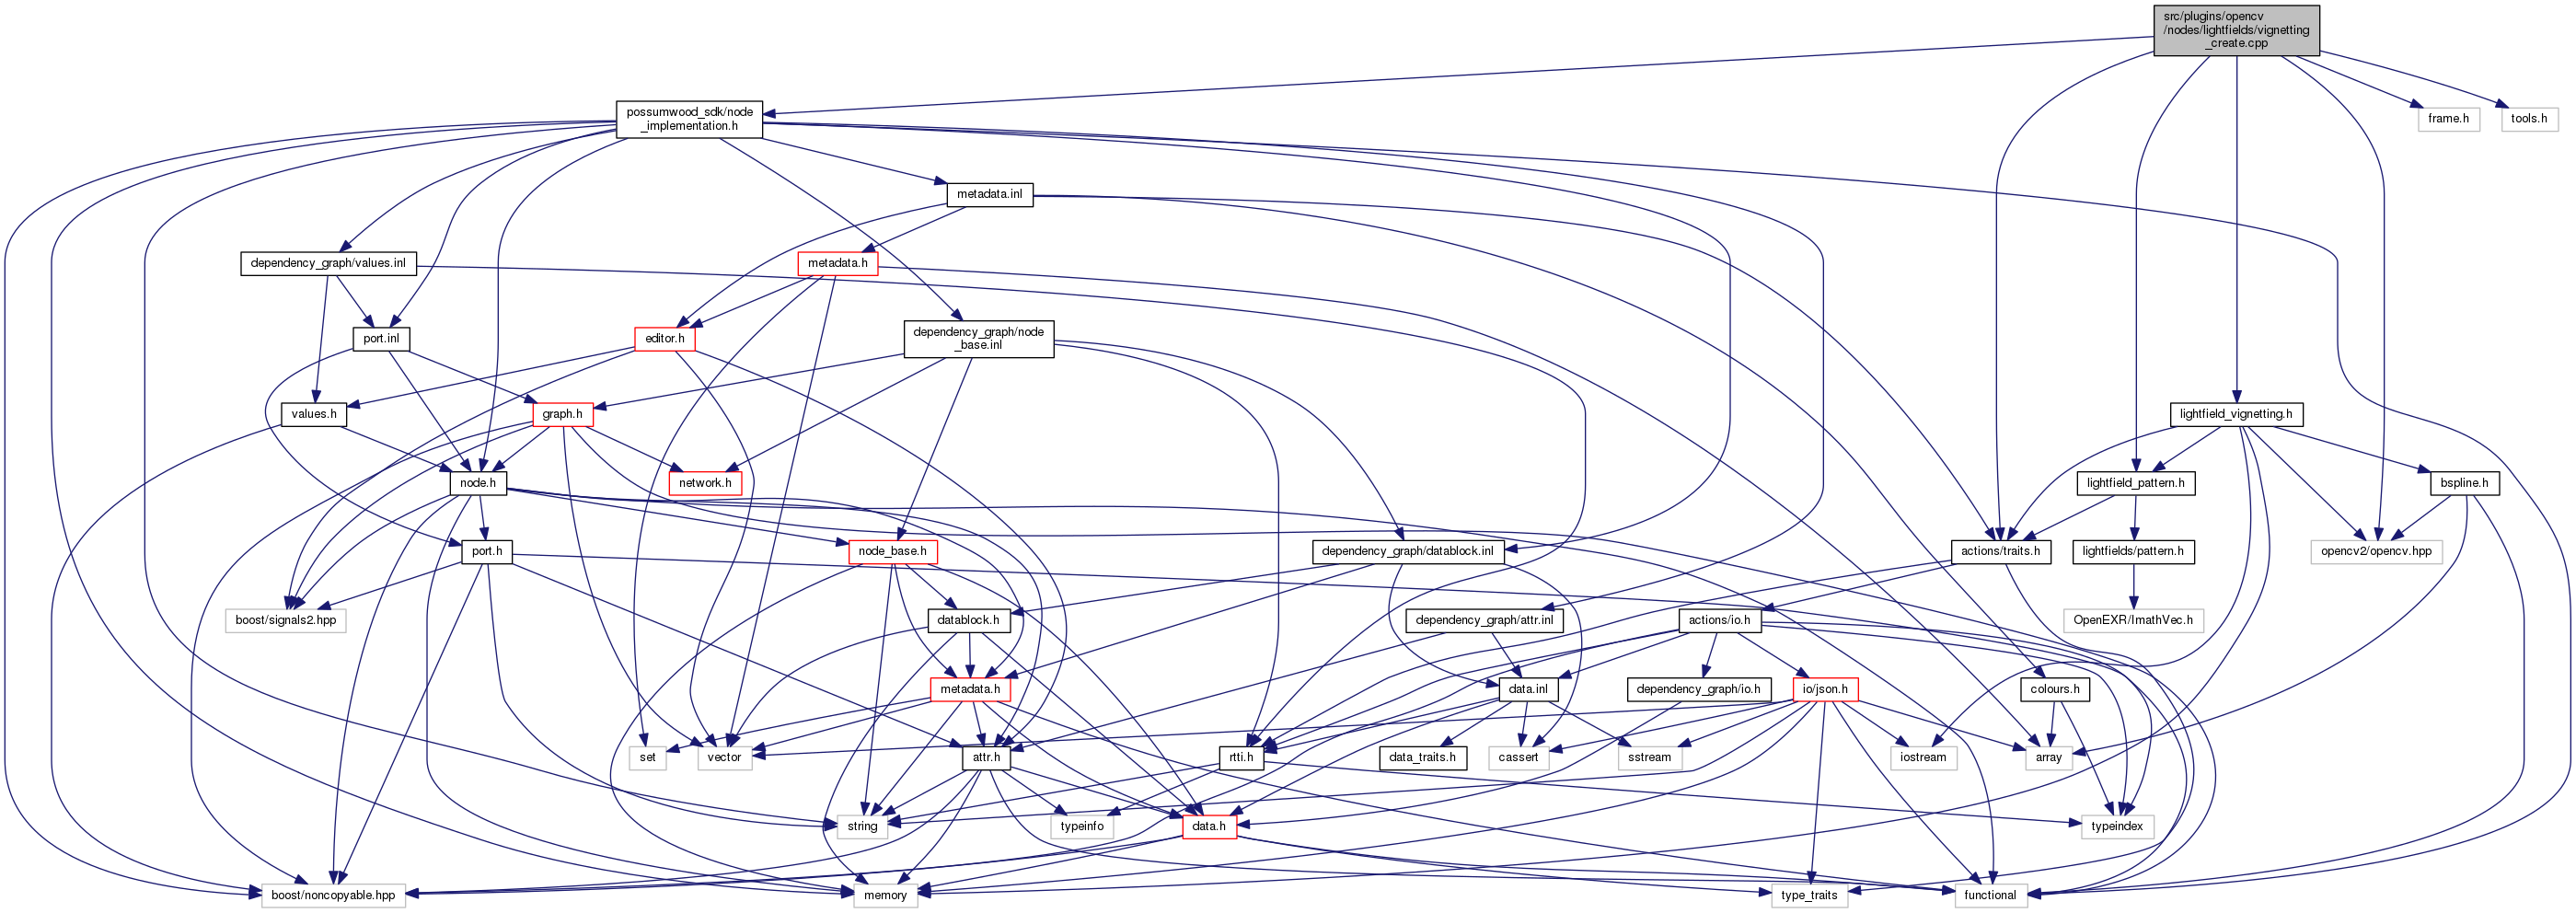 src/plugins/opencv
/nodes/lightfields/vignetting
_create.cpp
possumwood_sdk/node
_implementation.h
frame.h
tools.h
metadata.inl
dependency_graph/values.inl
metadata.h
port.inl
editor.h
dependency_graph/node
_base.inl
values.h
graph.h
lightfield_vignetting.h
node.h
network.h
lightfield_pattern.h
bspline.h
port.h
node_base.h
dependency_graph/datablock.inl
actions/traits.h
lightfields/pattern.h
opencv2/opencv.hpp
boost/signals2.hpp
datablock.h
dependency_graph/attr.inl
actions/io.h
OpenEXR/ImathVec.h
metadata.h
data.inl
dependency_graph/io.h
io/json.h
colours.h
set
vector
attr.h
rtti.h
data_traits.h
cassert
sstream
iostream
array
string
typeinfo
data.h
typeindex
boost/noncopyable.hpp
memory
type_traits
functional